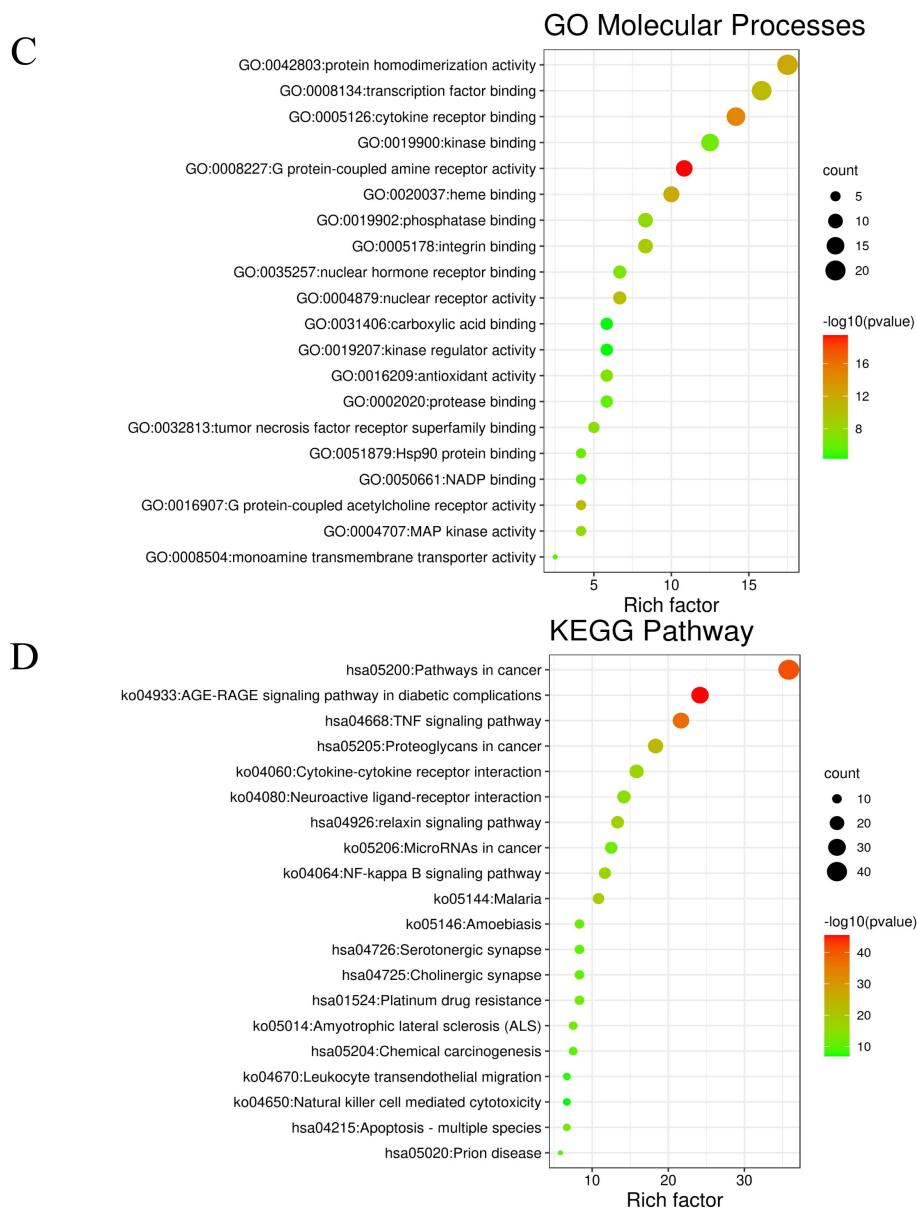 C
GO Molecular Processes
GO:0042803:protein homodimerization activity
GO:0008134:transcription factor binding
GO:0005126:cytokine receptor binding
GO:0019900:kinase binding
GO:0008227:G protein-coupled amine receptor activity
GO:0020037:heme binding
GO:0019902:phosphatase binding
GO:0005178:integrin binding
GO:0035257:nuclear hormone receptor binding
GO:0004879:nuclear receptor activity
GO:0031406:carboxylic acid binding
GO:0019207:kinase regulator activity
GO:0016209:antioxidant activity
GO:0002020:protease binding
GO:0032813:tumor necrosis factor receptor superfamily binding
GO:0051879:Hsp90 protein binding
GO:0050661:NADP binding
GO:0016907:G protein-coupled acetylcholine receptor activity
GO:0004707:MAP kinase activity
GO:0008504:monoamine transmembrane transporter activity
5 10 15
Rich factor
count
5
10
15
20
-log10(pvalue)
16
12
8
D
KEGG Pathway
hsa05200:Pathways in cancer
ko04933:AGE-RAGE signaling pathway in diabetic complications
hsa04668:TNF signaling pathway
hsa05205:Proteoglycans in cancer
ko04060:Cytokine-cytokine receptor interaction
ko04080:Neuroactive ligand-receptor interaction
hsa04926:relaxin signaling pathway
ko05206:MicroRNAs in cancer
ko04064:NF-kappa B signaling pathway
ko05144:Malaria
ko05146:Amoebiasis
hsa04726:Serotonergic synapse
hsa04725:Cholinergic synapse
hsa01524:Platinum drug resistance
ko05014:Amyotrophic lateral sclerosis (ALS)
hsa05204:Chemical carcinogenesis
ko04670:Leukocyte transendothelial migration
ko04650:Natural killer cell mediated cytotoxicity
hsa04215:Apoptosis - multiple species
hsa05020:Prion disease
10 20 30
Rich factor
count
10
20
30
40
-log10(pvalue)
40
30
20
10